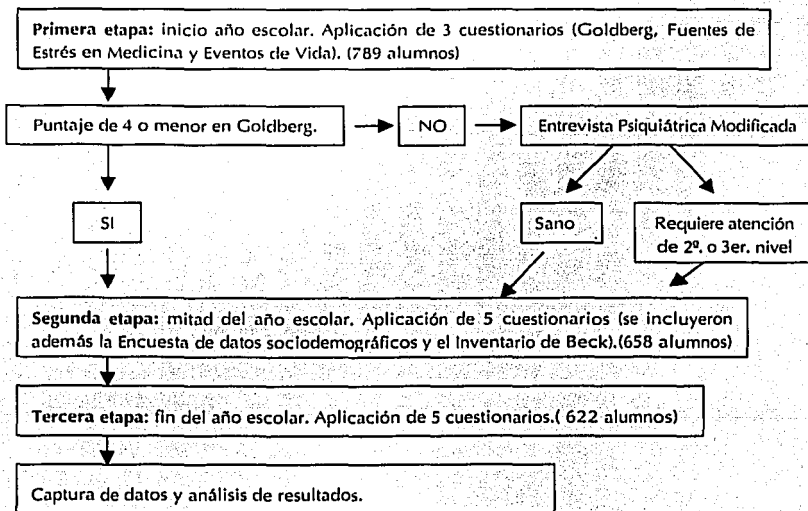 Primera etapa: inicio año escolar. Aplicación de 3 cuestionarios (Goldberg, Fuentes de
Estrés en Medicina y Eventos de Vida). (789 alumnos)
Puntaje de 4 o menor en Goldberg.
NO
Entrevista Psiquiátrica Modificada
SI
Sano
Requiere atención
de 2º. o 3er. nivel
Segunda etapa: mitad del año escolar. Aplicación de 5 cuestionarios (se incluyeron
además la Encuesta de datos sociodemográficos y el Inventario de Beck).(658 alumnos)
Tercera etapa: fin del año escolar. Aplicación de 5 cuestionarios.( 622 alumnos)
Captura de datos y análisis de resultados.